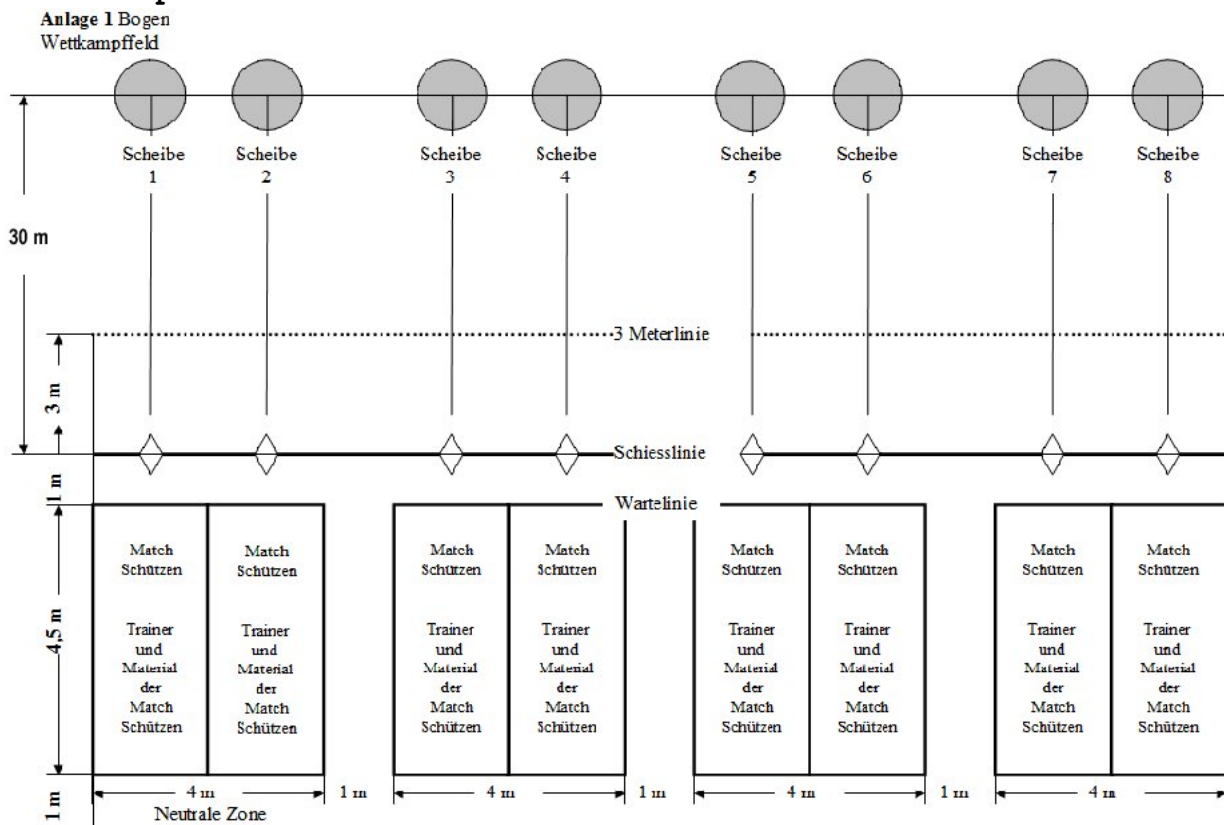 Anlage 1 Bogen
Wettkampffeld
Scheibe Scheibe Scheibe Scheibe Scheibe Scheibe Scheibe Scheibe
1 2 3 4 5 6 7 8
30 m
3 Meterlinie
3 m
Schiesslinie
1 m
Wartelinie
Match Match Match Match Match Match Match Match
Schützen Schützen Schützen Schützen Schützen Schützen Schützen Schützen
4,5 m
Trainer Trainer Trainer Trainer Trainer Trainer Trainer Trainer
und und und und und und und und
Material Material Material Material Material Material Material Material
der der der der der der der der
Match Match Match Match Match Match Match Match
Schützen Schützen Schützen Schützen Schützen Schützen Schützen Schützen
4 m 1 m 4 m 1 m 4 m 1 m 4 m
1 m
Neutrale Zone